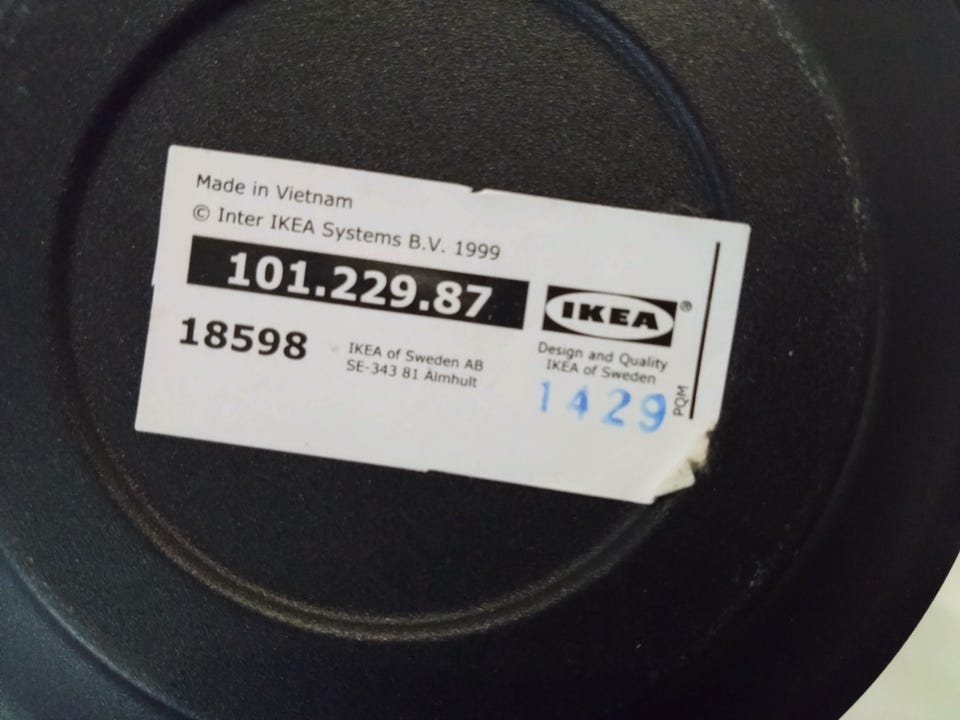 Made in Vietnam
© Inter IKEA Systems B.V. 1999
101.229.87
18598
IKEA of Sweden AB
SE-343 81 Älmhult
IKEA®
Design and Quality
IKEA of Sweden
1429
PQM